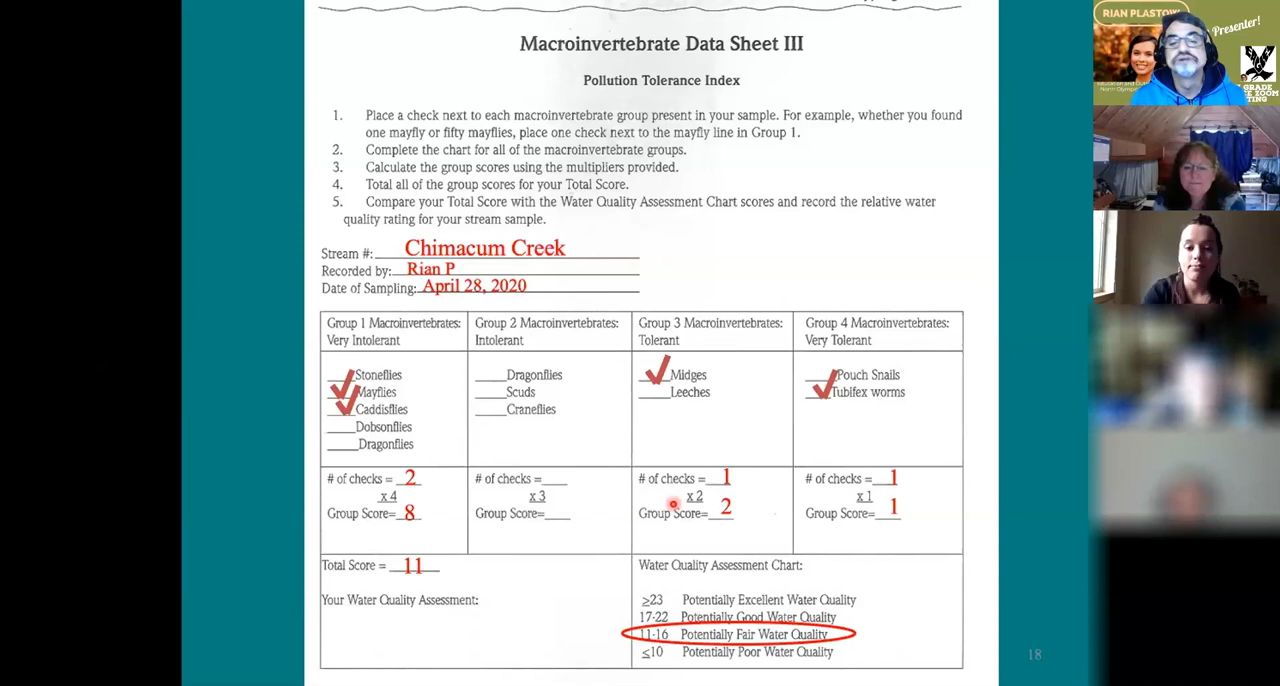 Macroinvertebrate Data Sheet III
Pollution Tolerance Index
1. Place a check next to each macroinvertebrate group present in your sample. For example, whether you found
one mayfly or fifty mayflies, place one check next to the mayfly line in Group 1.
2. Complete the chart for all of the macroinvertebrate groups.
3. Calculate the group scores using the multipliers provided.
4. Total all of the group scores for your Total Score.
5. Compare your Total Score with the Water Quality Assessment Chart scores and record the relative water
quality rating for your stream sample.
Stream #: Chimacum Creek
Recorded by: Rian P
Date of Sampling: April 28, 2020
Group 1 Macroinvertebrates:
Very Intolerant
Stoneflies
Mayflies
Caddisflies
Dobsonflies
Dragonflies
# of checks = 2
x 4
Group Score= 8
Group 2 Macroinvertebrates:
Intolerant
Dragonflies
Scuds
Craneflies
# of checks =
x 3
Group Score=
Group 3 Macroinvertebrates:
Tolerant
Midges
Leeches
# of checks = 1
x 2
Group Score= 2
Group 4 Macroinvertebrates:
Very Tolerant
Pouch Snails
Tubifex worms
# of checks = 1
x 1
Group Score= 1
Total Score = 11
Your Water Quality Assessment:
Water Quality Assessment Chart:
≥23 Potentially Excellent Water Quality
17-22 Potentially Good Water Quality
11-16 Potentially Fair Water Quality
≤10 Potentially Poor Water Quality
18
RIAN PLASTOW
Presenter!
GRADE
ZOOM